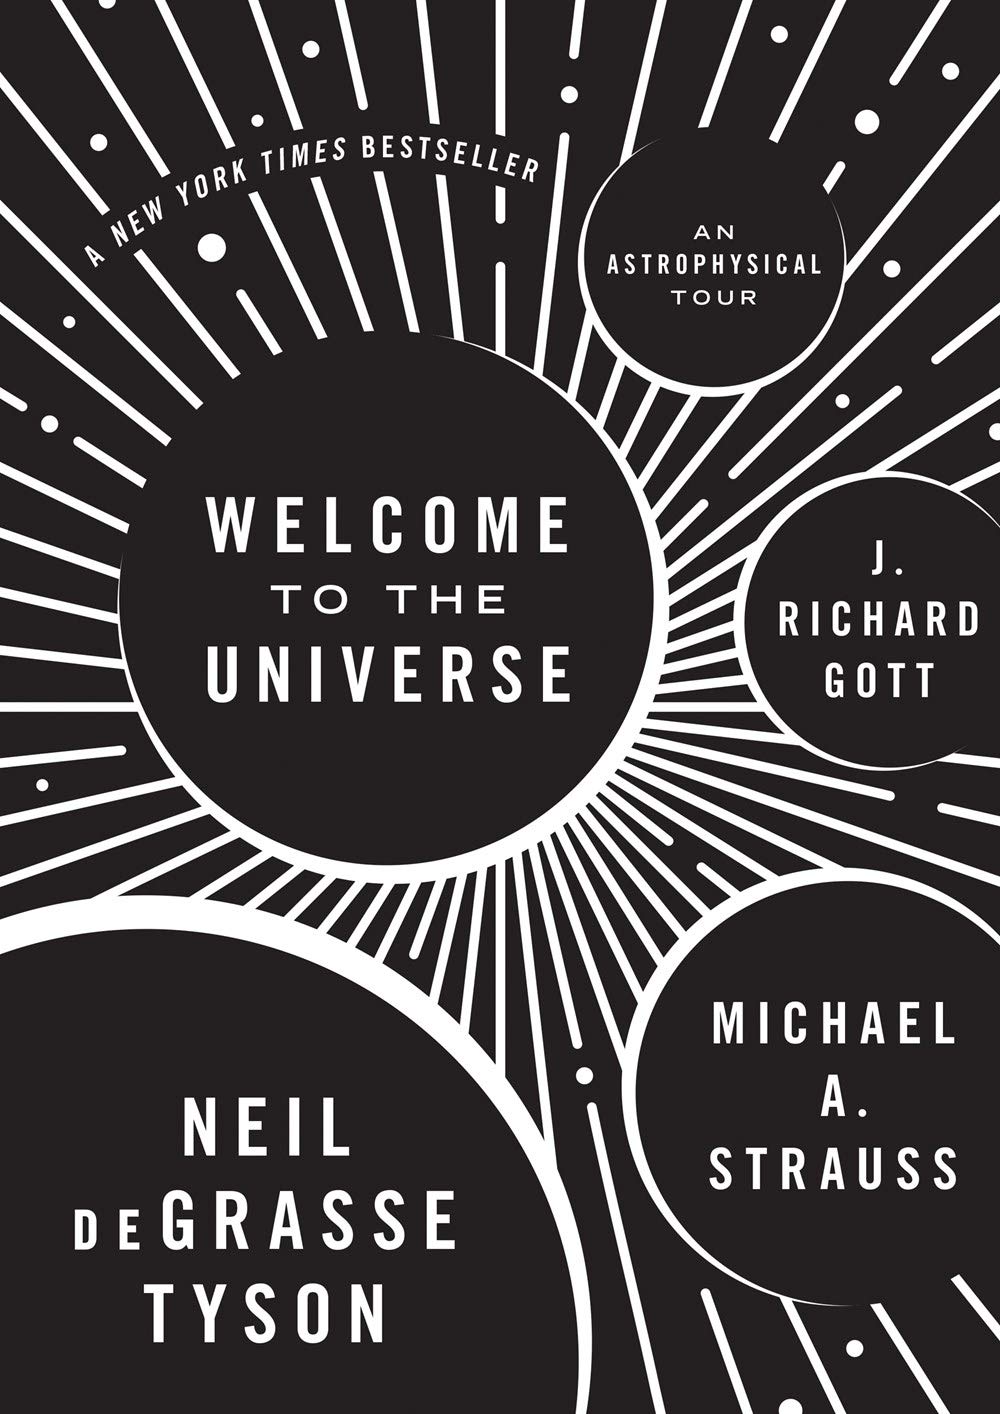 A NEW YORK TIMES BESTSELLER
AN
ASTROPHYSICAL
TOUR
WELCOME
TO THE
UNIVERSE
J.
RICHARD
GOTT
MICHAEL
A.
STRAUSS
NEIL
DEGRASSE
TYSON